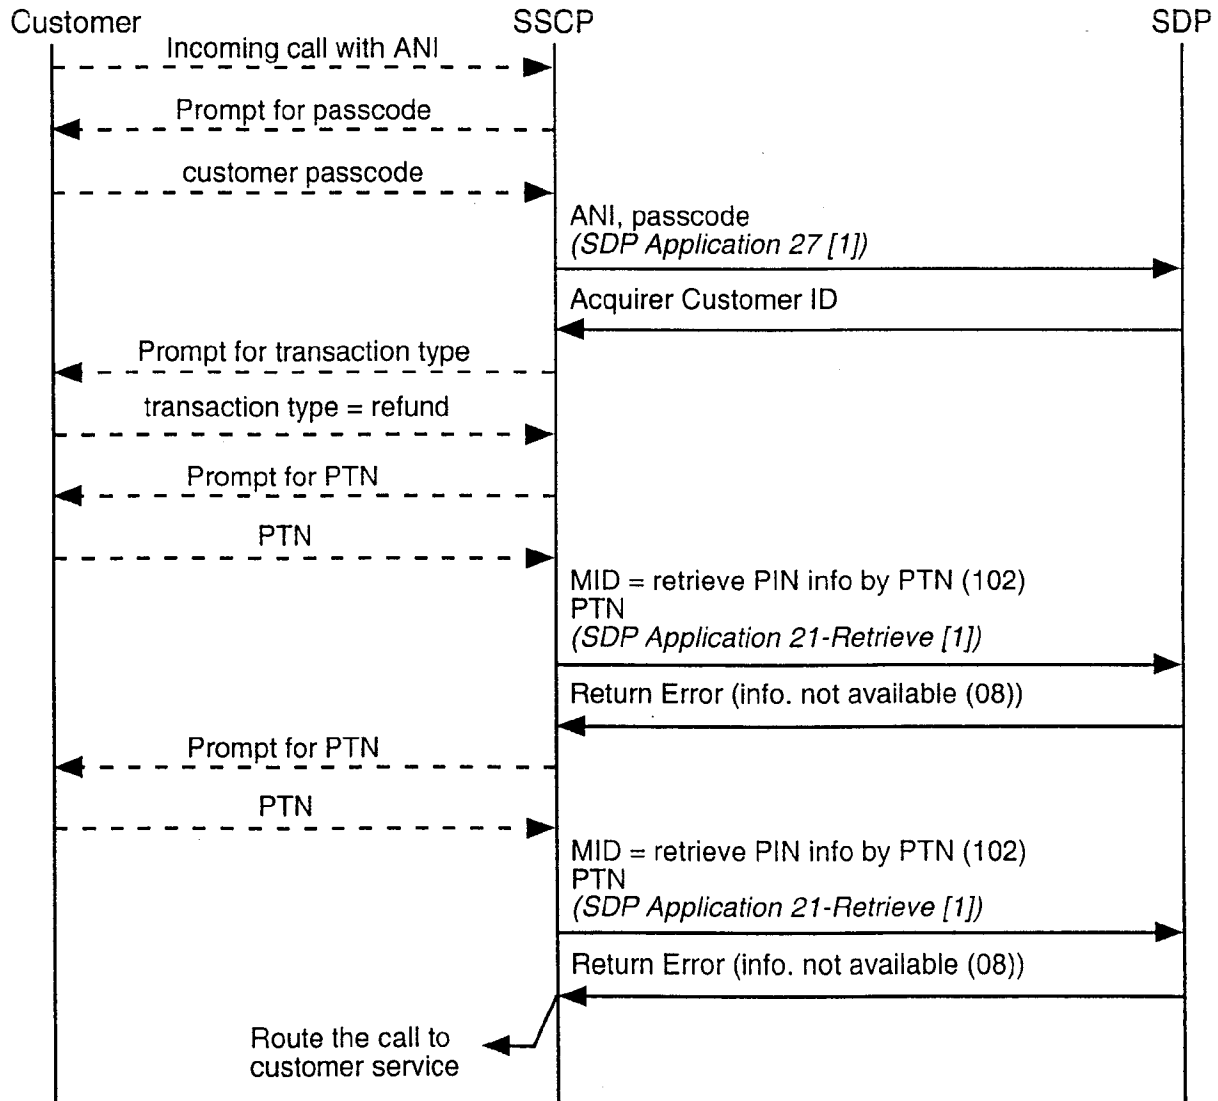 Customer
SSCP
SDP
Incoming call with ANI
Prompt for passcode
customer passcode
ANI, passcode
(SDP Application 27 [1])
Acquirer Customer ID
Prompt for transaction type
transaction type = refund
Prompt for PTN
PTN
MID = retrieve PIN info by PTN (102)
PTN
(SDP Application 21-Retrieve [1])
Return Error (info. not available (08))
Prompt for PTN
PTN
MID = retrieve PIN info by PTN (102)
PTN
(SDP Application 21-Retrieve [1])
Return Error (info. not available (08))
Route the call to
customer service